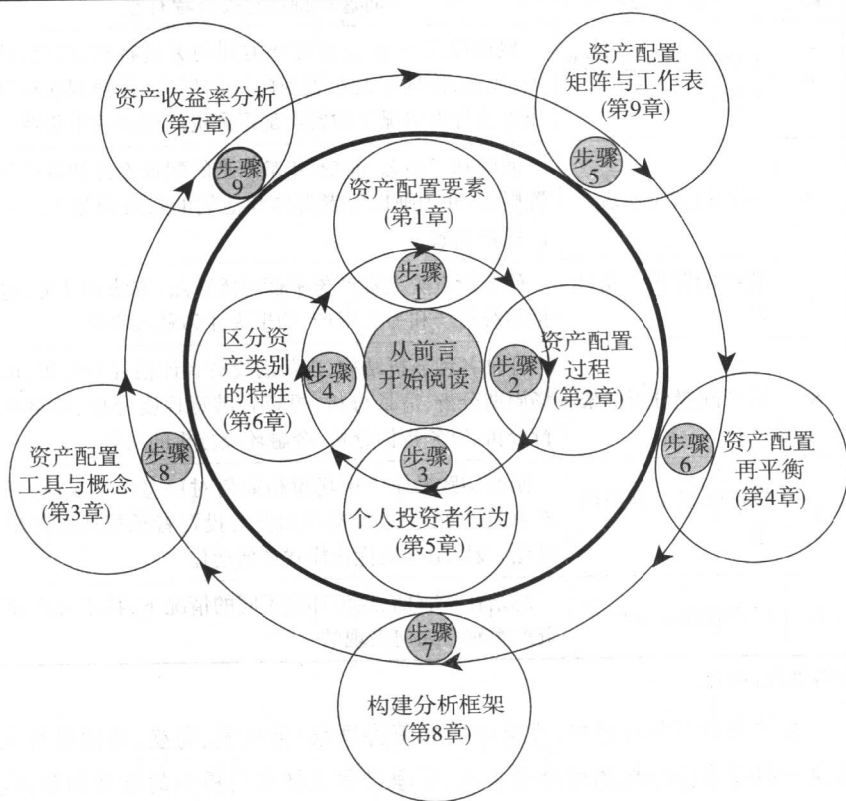 资产收益率分析
(第7章)
步骤
9
资产配置
矩阵与工作表
(第9章)
步骤
5
资产配置要素
(第1章)
步骤
1
区分资
产类别
的特性
(第6章)
步骤
4
从前言
开始阅读
步骤
2
资产配置
过程
(第2章)
步骤
3
个人投资者行为
(第5章)
资产配置
工具与概念
(第3章)
步骤
8
步骤
6
资产配置
再平衡
(第4章)
步骤
7
构建分析框架
(第8章)